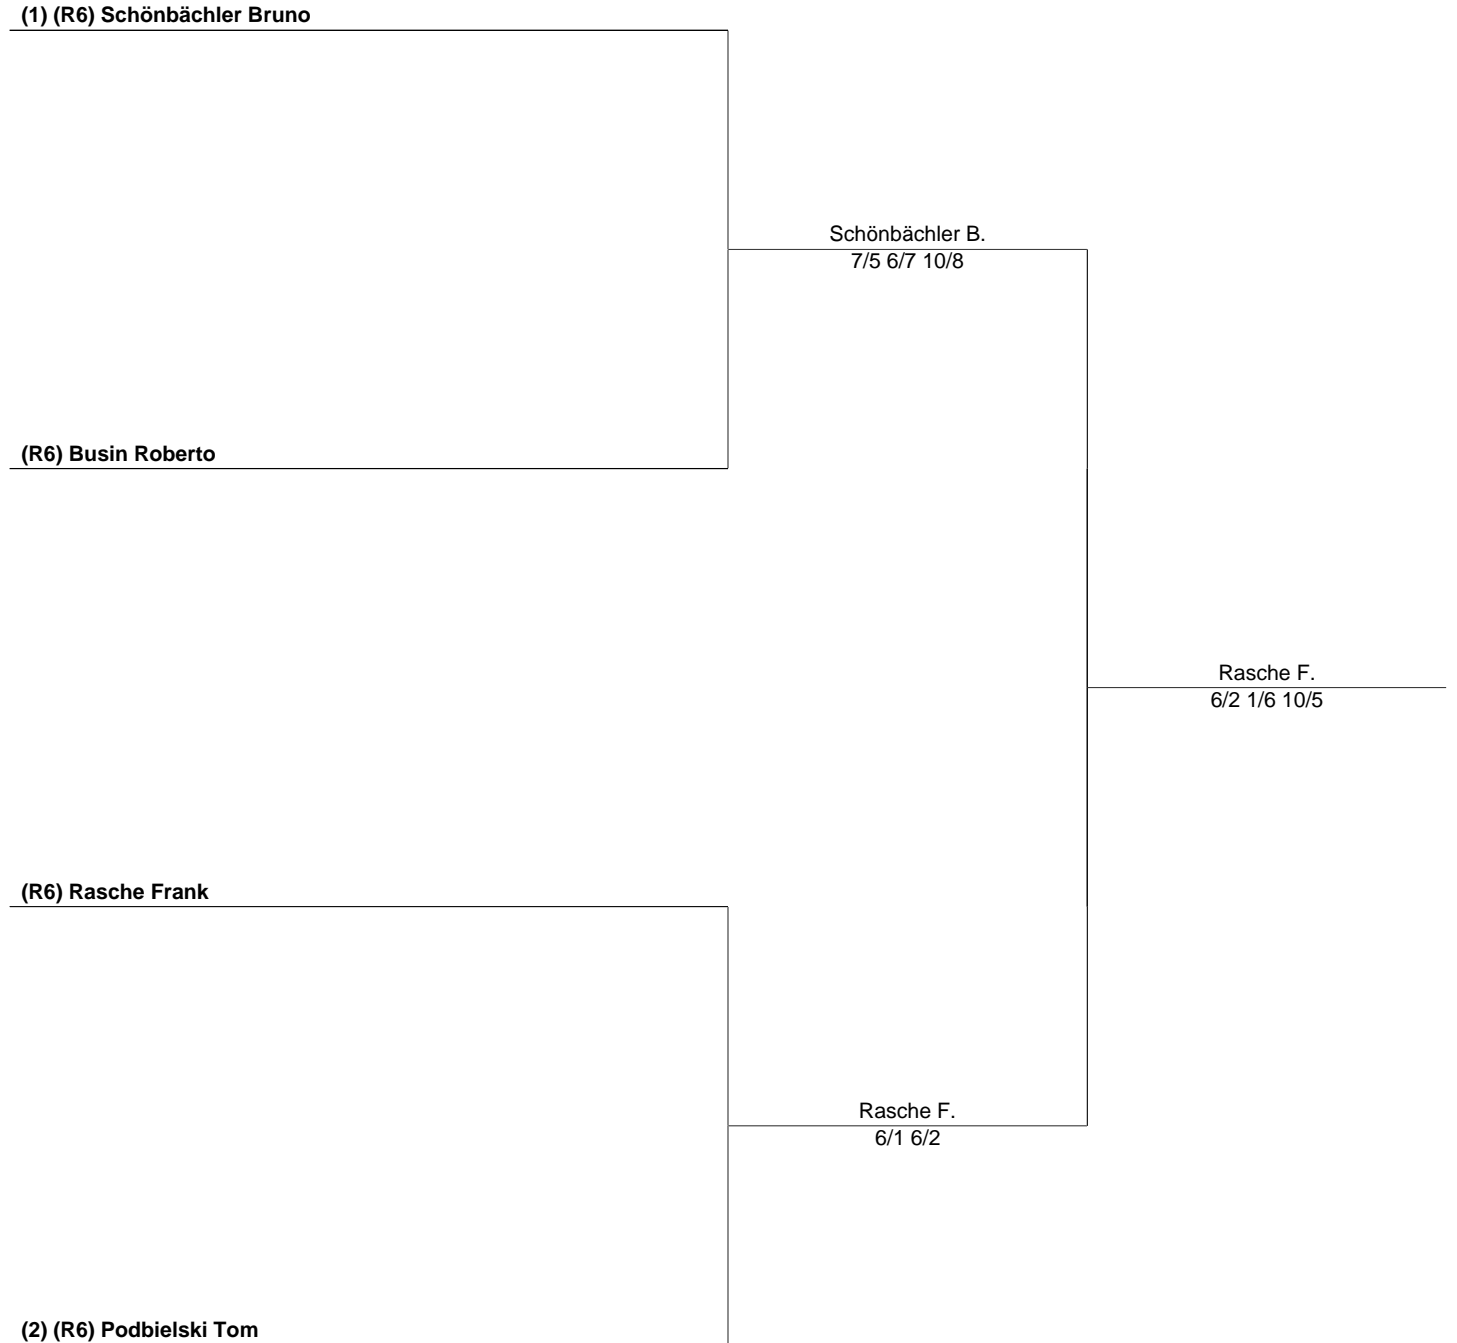 (1) (R6) Schönbächler Bruno
Schönbächler B.
7/5 6/7 10/8
(R6) Busin Roberto
Rasche F.
6/2 1/6 10/5
(R6) Rasche Frank
Rasche F.
6/1 6/2
(2) (R6) Podbielski Tom